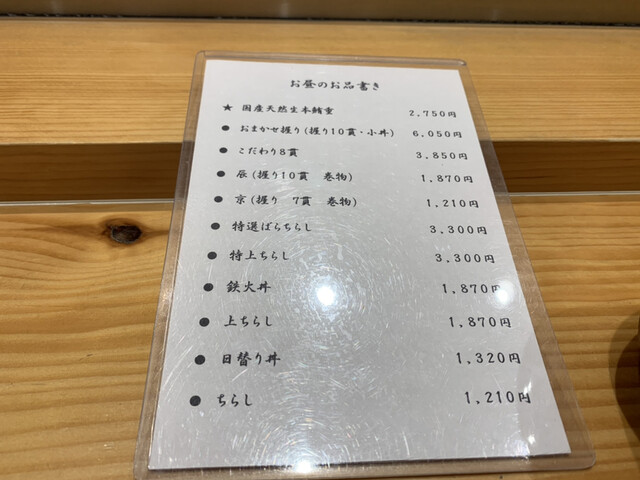 お昼のお品書き
★ 国産天然生本鮪重 2,750円
● おまかせ握り(握り10貫・小丼) 6,050円
● こだわり8貫 3,850円
● 辰(握り10貫 巻物) 1,870円
● 京(握り 7貫 巻物) 1,210円
● 特選ばらちらし 3,300円
● 特上ちらし 3,300円
● 鉄火丼 1,870円
● 上ちらし 1,870円
● 日替り丼 1,320円
● ちらし 1,210円